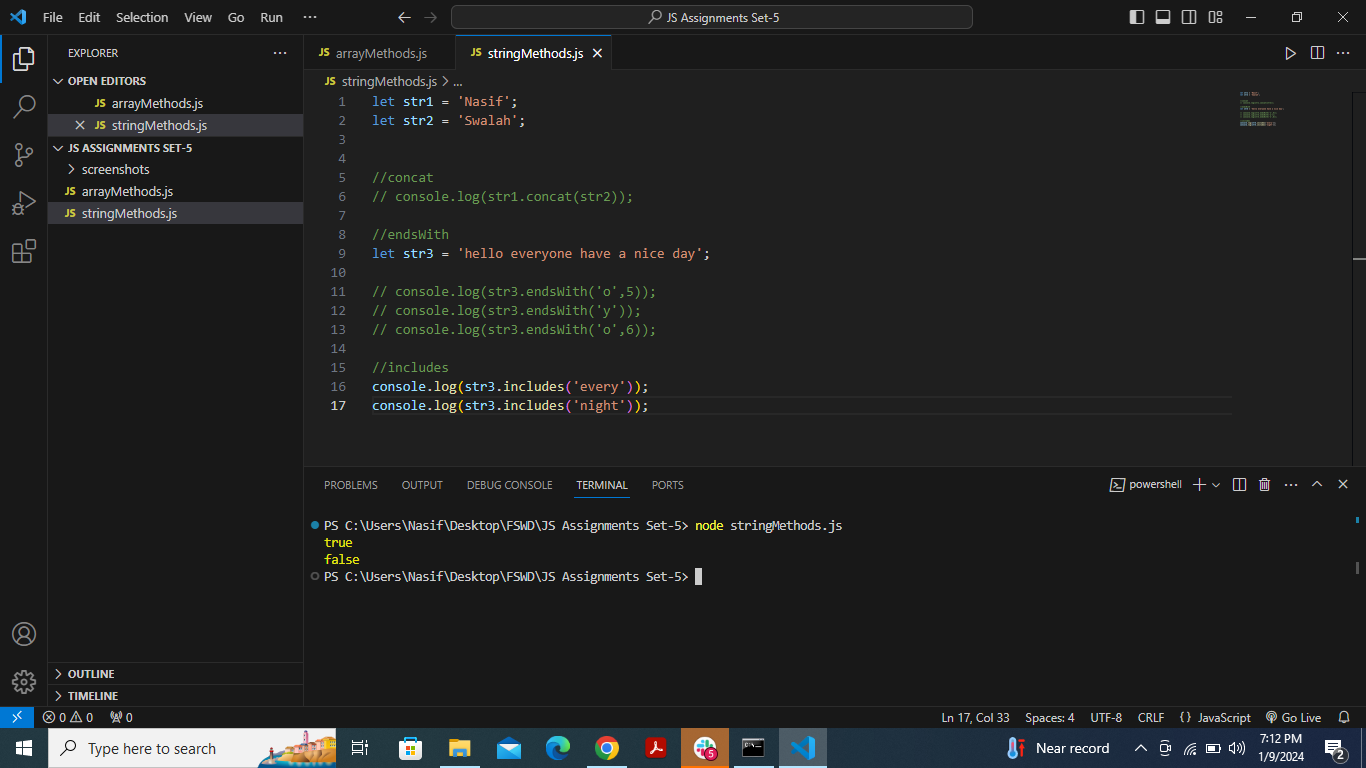 File Edit Selection View Go Run ··· JS Assignments Set-5
EXPLORER ···
OPEN EDITORS
JS arrayMethods.js
JS stringMethods.js
JS ASSIGNMENTS SET-5
screenshots
JS arrayMethods.js
JS stringMethods.js
OUTLINE
TIMELINE
JS arrayMethods.js JS stringMethods.js
JS stringMethods.js > ...
1 let str1 = 'Nasif';
2 let str2 = 'Swalah';
3
4
5 //concat
6 // console.log(str1.concat(str2));
7
8 //endsWith
9 let str3 = 'hello everyone have a nice day';
10
11 // console.log(str3.endsWith('o',5));
12 // console.log(str3.endsWith('y'));
13 // console.log(str3.endsWith('o',6));
14
15 //includes
16 console.log(str3.includes('every'));
17 console.log(str3.includes('night'));
PROBLEMS OUTPUT DEBUG CONSOLE TERMINAL PORTS powershell
PS C:\Users\Nasif\Desktop\FSWD\JS Assignments Set-5> node stringMethods.js
true
false
PS C:\Users\Nasif\Desktop\FSWD\JS Assignments Set-5>
0 0 0 Ln 17, Col 33 Spaces: 4 UTF-8 CRLF {} JavaScript Go Live
Type here to search 5 Near record 7:12 PM
1/9/2024 2